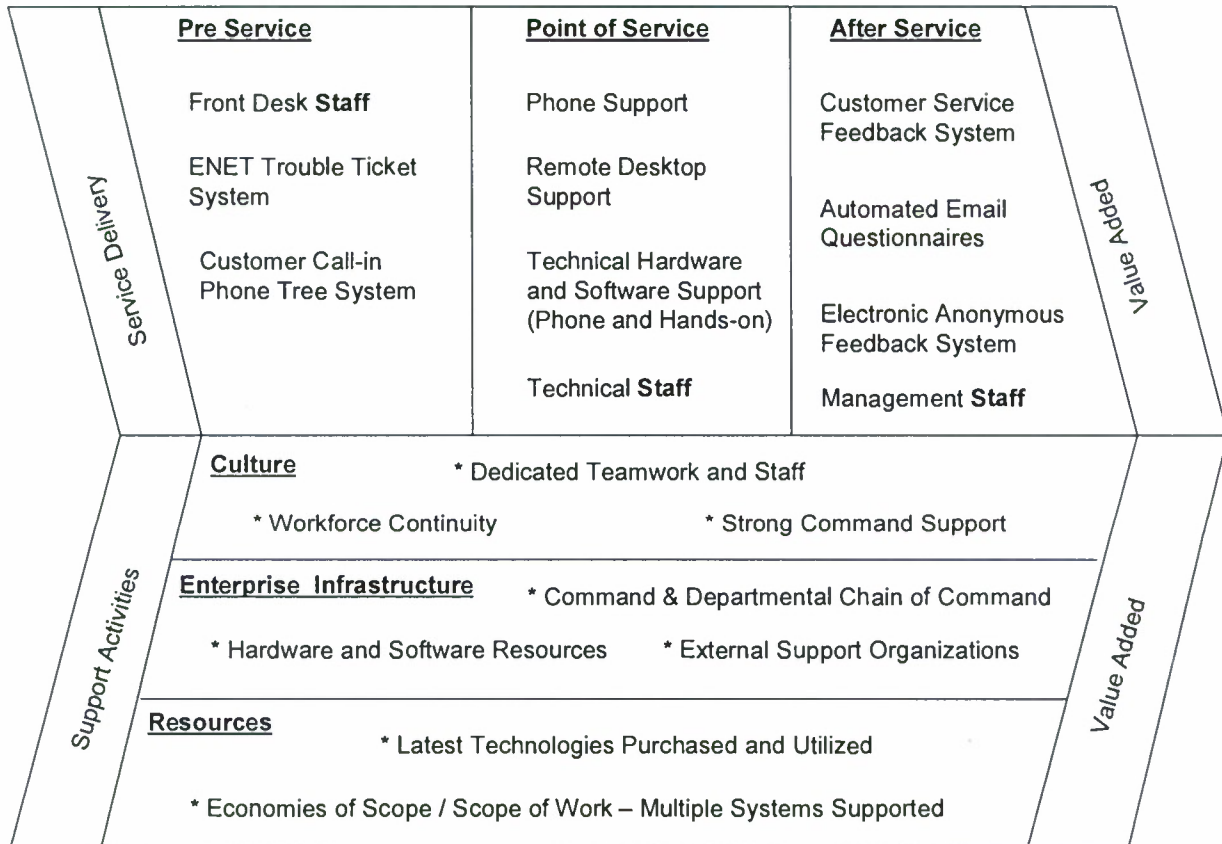 Service Delivery
Pre Service
Front Desk Staff
ENET Trouble Ticket
System
Customer Call-in
Phone Tree System
Point of Service
Phone Support
Remote Desktop
Support
Technical Hardware
and Software Support
(Phone and Hands-on)
Technical Staff
After Service
Customer Service
Feedback System
Automated Email
Questionnaires
Electronic Anonymous
Feedback System
Management Staff
Value Added
Support Activities
Culture
* Dedicated Teamwork and Staff
* Workforce Continuity
* Strong Command Support
Enterprise Infrastructure
* Command & Departmental Chain of Command
* Hardware and Software Resources
* External Support Organizations
Resources
* Latest Technologies Purchased and Utilized
* Economies of Scope / Scope of Work – Multiple Systems Supported
Value Added